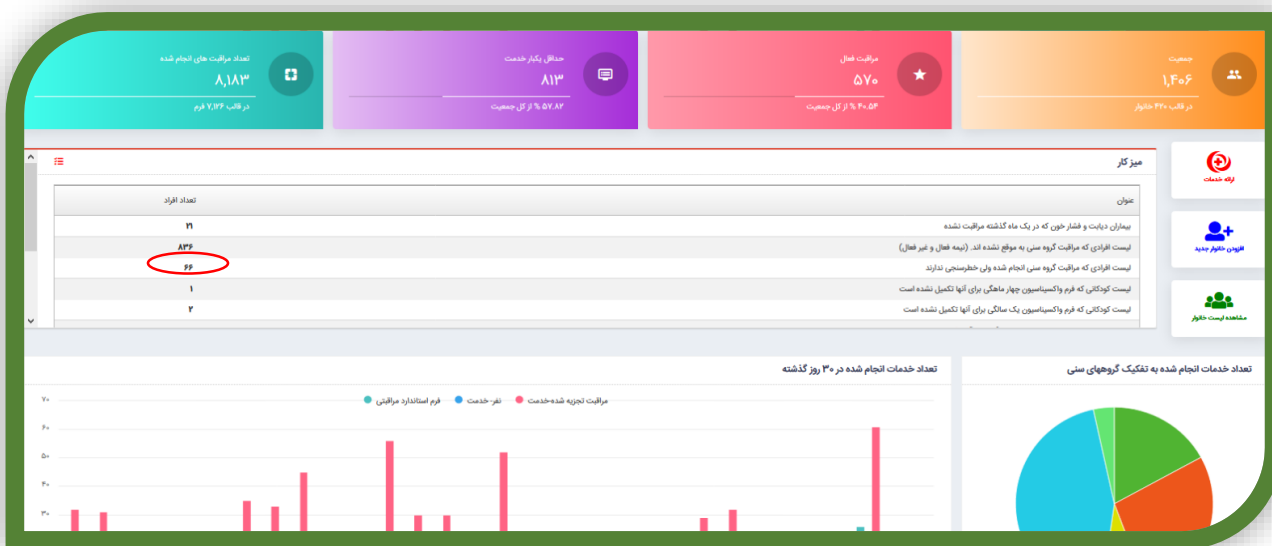 جمعیت
۱,۴۰۶
در قالب ۴۲۰ خانوار
مراقبت فعال
۵۷۰
۴۰.۵۴ % از کل جمعیت
حداقل یکبار خدمت
۸۱۳
۵۷.۸۲ % از کل جمعیت
تعداد مراقبت های انجام شده
۸,۱۸۳
در قالب ۷,۱۲۶ فرم
ارائه خدمات
افزودن خانوار جدید
مشاهده لیست خانوار
میز کار
عنوان تعداد افراد
بیماران دیابت و فشار خون که در یک ماه گذشته مراقبت نشده ۲۱
لیست افرادی که مراقبت گروه سنی به موقع نشده اند. (نیمه فعال و غیر فعال) ۸۳۶
لیست افرادی که مراقبت گروه سنی انجام شده ولی خطرسنجی ندارند ۶۶
لیست کودکانی که فرم واکسیناسیون چهار ماهگی برای آنها تکمیل نشده است ۱
لیست کودکانی که فرم واکسیناسیون یک سالگی برای آنها تکمیل نشده است ۲
تعداد خدمات انجام شده به تفکیک گروههای سنی
تعداد خدمات انجام شده در ۳۰ روز گذشته
مراقبت تجزیه شده-خدمت نفر-خدمت فرم استاندارد مراقبتی
۷۰
۶۰
۵۰
۴۰
۳۰